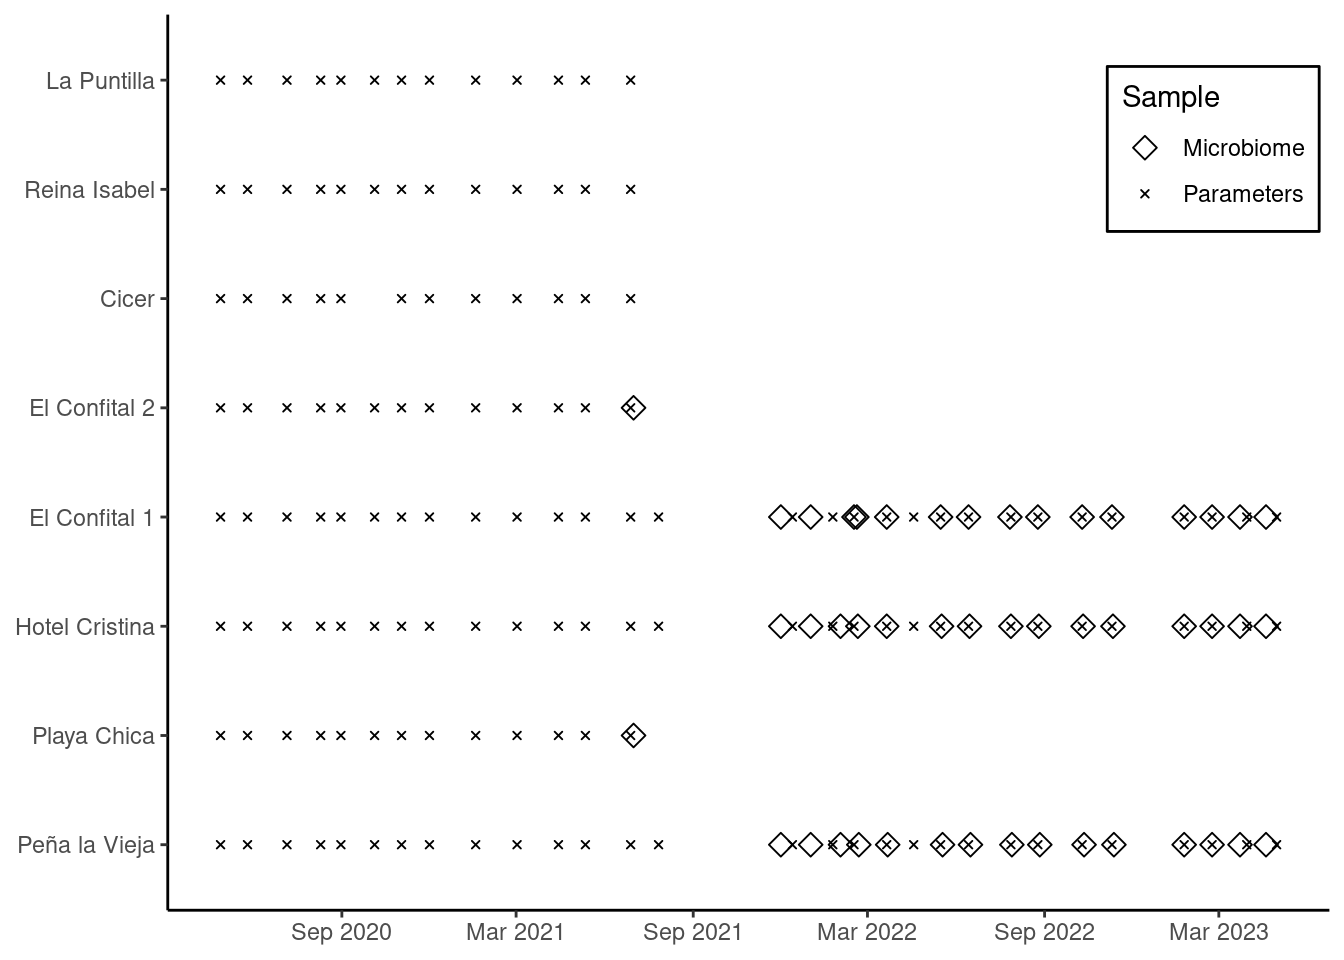 La Puntilla
Reina Isabel
Cicer
El Confital 2
El Confital 1
Hotel Cristina
Playa Chica
Peña la Vieja
Sample
Microbiome
Parameters
Sep 2020 Mar 2021 Sep 2021 Mar 2022 Sep 2022 Mar 2023